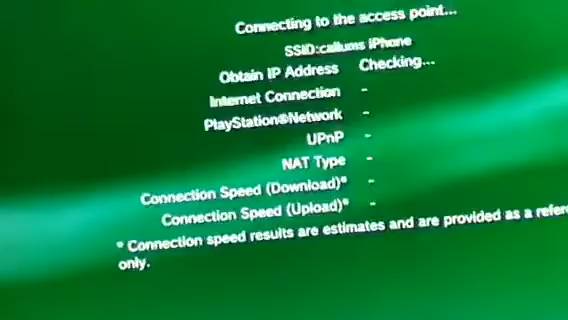 Connecting to the access point...
SSID:callums iPhone
Obtain IP Address Checking...
Internet Connection -
PlayStation®Network -
UPnP -
NAT Type -
Connection Speed (Download)* -
Connection Speed (Upload)* -
* Connection speed results are estimates and are provided as a refere
only.